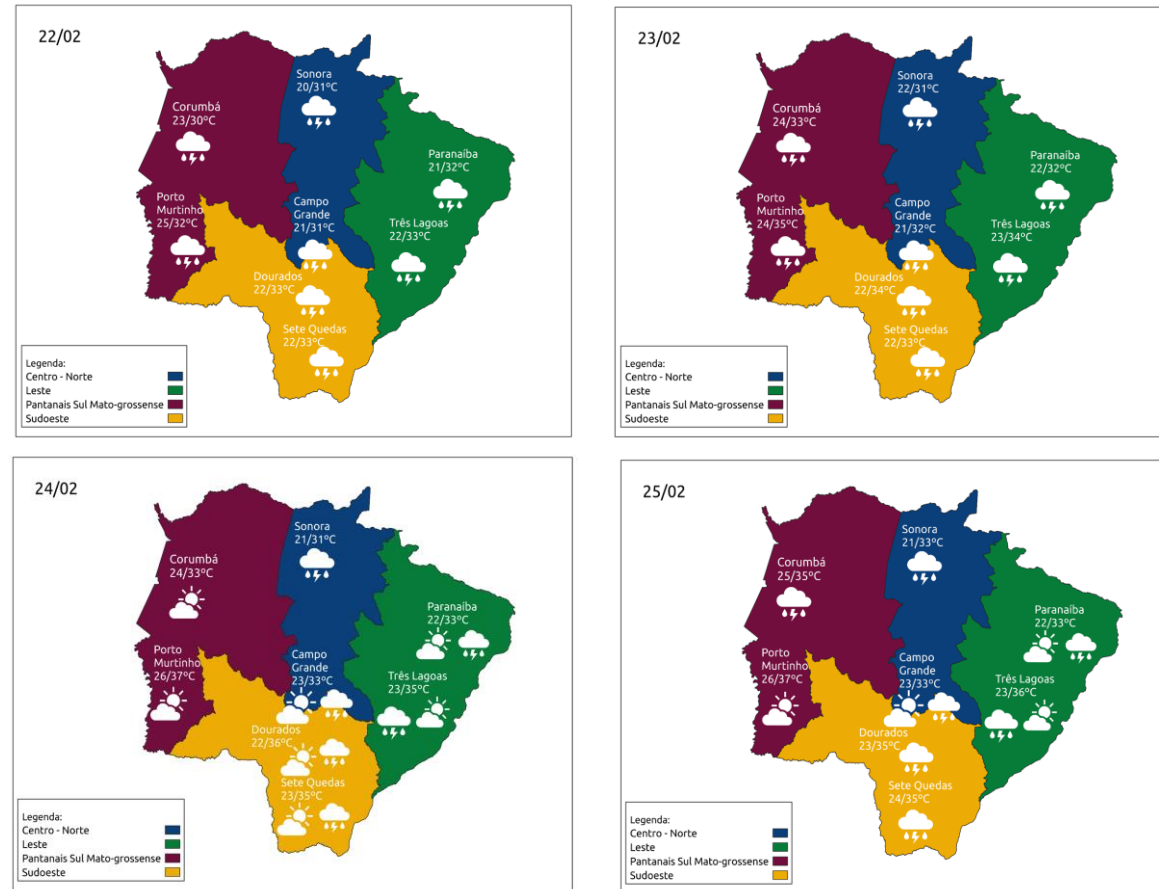 22/02
Sonora
20/31ºC
Corumbá
23/30ºC
Paranaíba
21/32ºC
Porto
Murtinho
25/32ºC
Campo
Grande
21/31ºC
Três Lagoas
22/33ºC
Dourados
22/33ºC
Sete Quedas
22/33ºC
Legenda:
Centro - Norte
Leste
Pantanais Sul Mato-grossense
Sudoeste
23/02
Sonora
22/31ºC
Corumbá
24/33ºC
Paranaíba
22/32ºC
Porto
Murtinho
24/35ºC
Campo
Grande
21/32ºC
Três Lagoas
23/34ºC
Dourados
22/34ºC
Sete Quedas
22/33ºC
Legenda:
Centro - Norte
Leste
Pantanais Sul Mato-grossense
Sudoeste
24/02
Sonora
21/31ºC
Corumbá
24/33ºC
Paranaíba
22/33ºC
Porto
Murtinho
26/37ºC
Campo
Grande
23/33ºC
Três Lagoas
23/35ºC
Dourados
22/36ºC
Sete Quedas
23/35ºC
Legenda:
Centro - Norte
Leste
Pantanais Sul Mato-grossense
Sudoeste
25/02
Sonora
21/33ºC
Corumbá
25/35ºC
Paranaíba
22/33ºC
Porto
Murtinho
26/37ºC
Campo
Grande
23/33ºC
Três Lagoas
23/36ºC
Dourados
23/35ºC
Sete Quedas
24/35ºC
Legenda:
Centro - Norte
Leste
Pantanais Sul Mato-grossense
Sudoeste